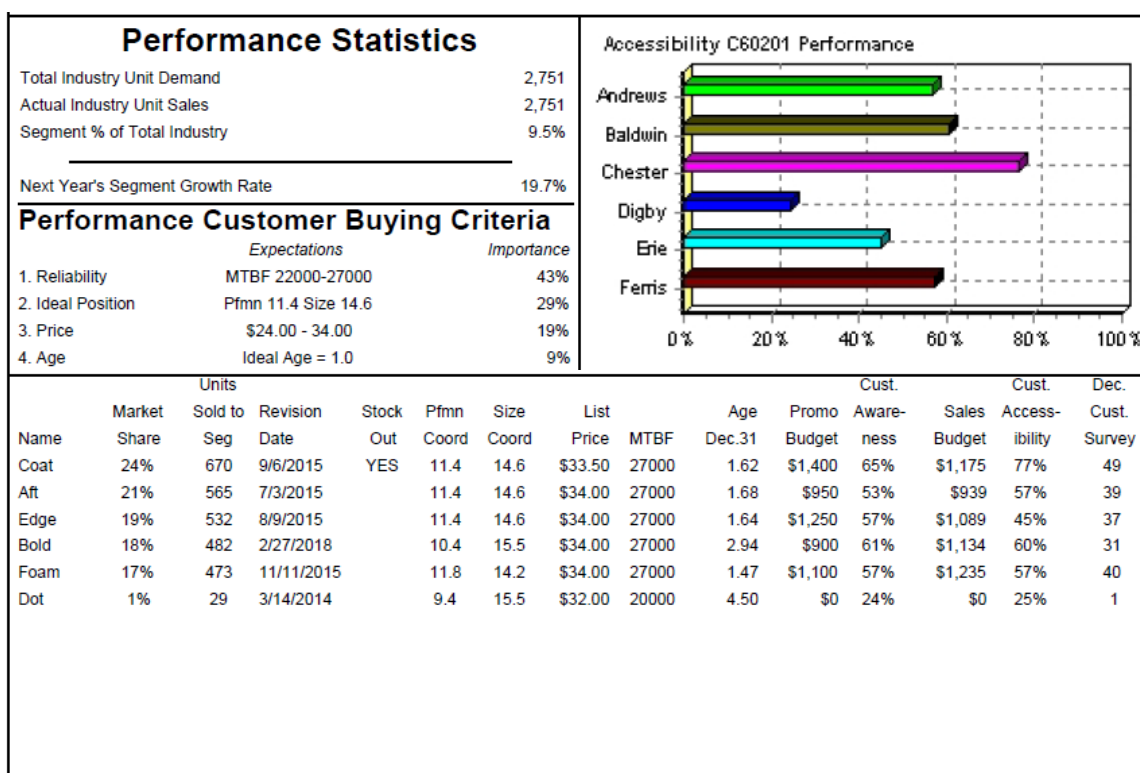 Performance Statistics
Total Industry Unit Demand 2,751
Actual Industry Unit Sales 2,751
Segment % of Total Industry 9.5%
Next Year's Segment Growth Rate 19.7%
Performance Customer Buying Criteria
Expectations Importance
1. Reliability MTBF 22000-27000 43%
2. Ideal Position Pfmn 11.4 Size 14.6 29%
3. Price $24.00 - 34.00 19%
4. Age Ideal Age = 1.0 9%
Accessibility C60201 Performance
Andrews
Baldwin
Chester
Digby
Erie
Ferris
0% 20% 40% 60% 80% 100%
Units Cust. Cust. Dec.
Market Sold to Revision Stock Pfmn Size List Age Promo Aware- Sales Access- Cust.
Name Share Seg Date Out Coord Coord Price MTBF Dec.31 Budget ness Budget ibility Survey
Coat 24% 670 9/6/2015 YES 11.4 14.6 $33.50 27000 1.62 $1,400 65% $1,175 77% 49
Aft 21% 565 7/3/2015 11.4 14.6 $34.00 27000 1.68 $950 53% $939 57% 39
Edge 19% 532 8/9/2015 11.4 14.6 $34.00 27000 1.64 $1,250 57% $1,089 45% 37
Bold 18% 482 2/27/2018 10.4 15.5 $34.00 27000 2.94 $900 61% $1,134 60% 31
Foam 17% 473 11/11/2015 11.8 14.2 $34.00 27000 1.47 $1,100 57% $1,235 57% 40
Dot 1% 29 3/14/2014 9.4 15.5 $32.00 20000 4.50 $0 24% $0 25% 1